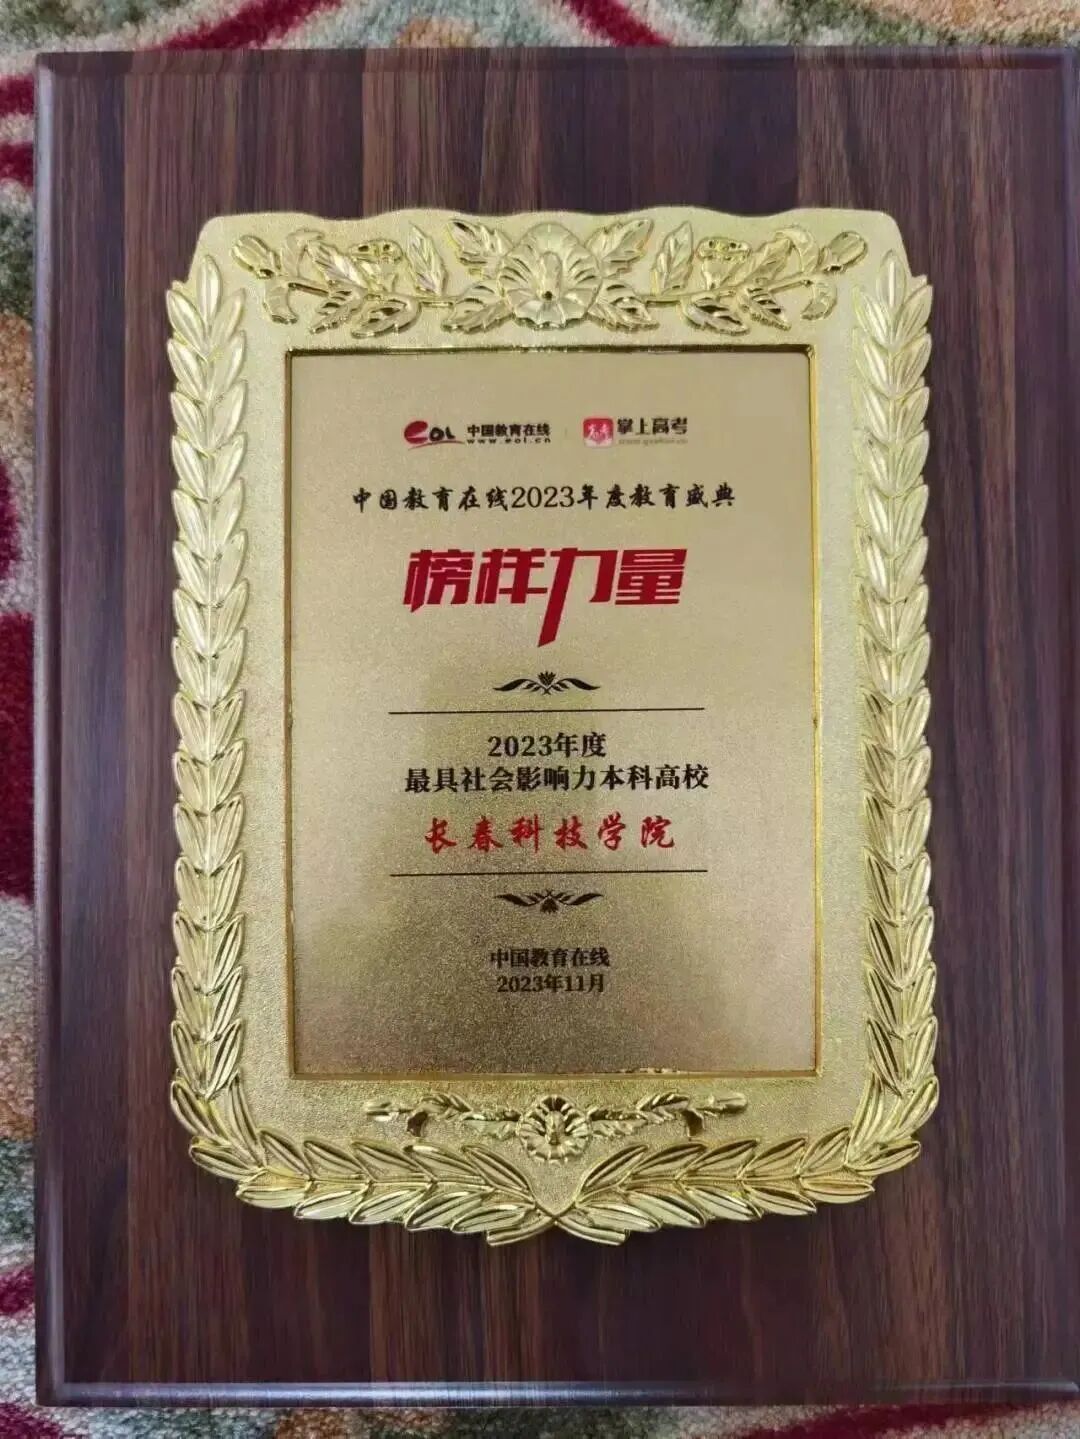 eol 中国教育在线 掌上高考
www.eol.cn
中国教育在线2023年度教育盛典
榜样力量
2023年度
最具社会影响力本科高校
长春科技学院
中国教育在线
2023年11月